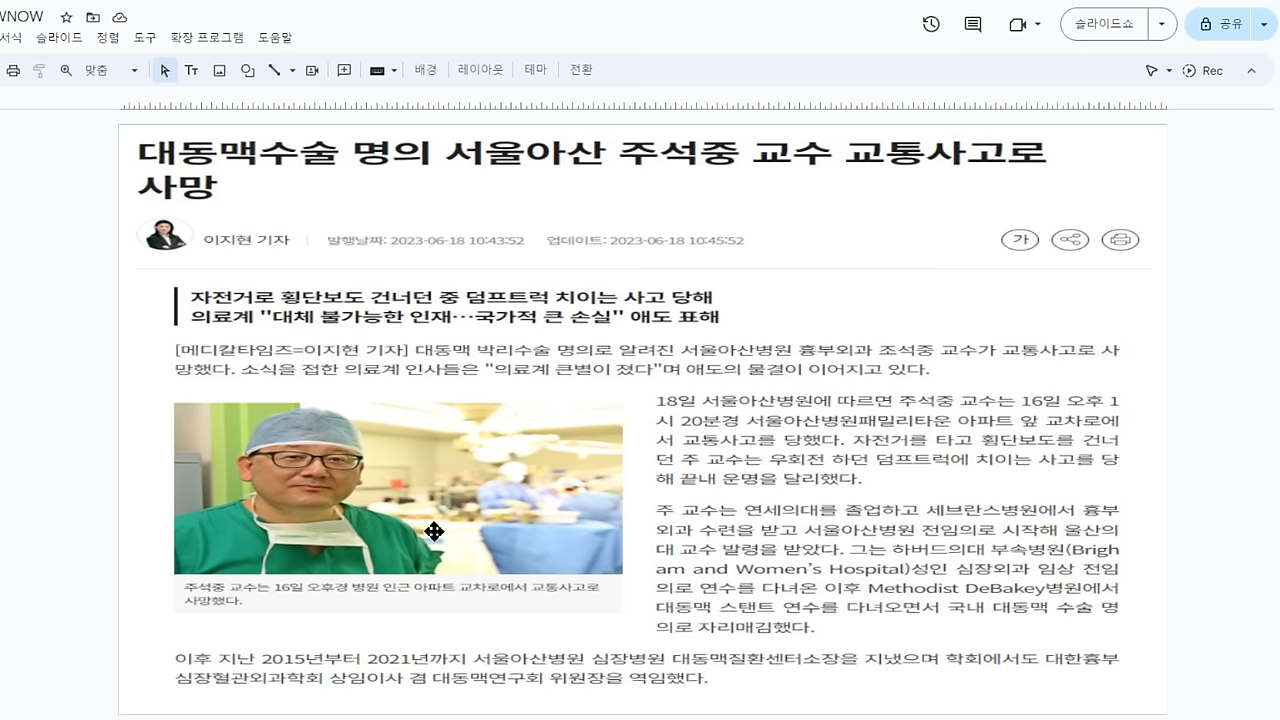 WNOW
서식 슬라이드 정렬 도구 확장 프로그램 도움말
슬라이드쇼
공유
맞춤
Tт
배경 레이아웃 테마 전환
Rec
대동맥수술 명의 서울아산 주석중 교수 교통사고로
사망
이지현 기자 발행날짜: 2023-06-18 10:43:52 업데이트: 2023-06-18 10:45:52
가
자전거로 횡단보도 건너던 중 덤프트럭 치이는 사고 당해
의료계 "대체 불가능한 인재…국가적 큰 손실" 애도 표해
[메디칼타임즈=이지현 기자] 대동맥 박리수술 명의로 알려진 서울아산병원 흉부외과 조석중 교수가 교통사고로 사
망했다. 소식을 접한 의료계 인사들은 "의료계 큰별이 졌다"며 애도의 물결이 이어지고 있다.
18일 서울아산병원에 따르면 주석중 교수는 16일 오후 1
시 20분경 서울아산병원패밀리타운 아파트 앞 교차로에
서 교통사고를 당했다. 자전거를 타고 횡단보도를 건너
던 주 교수는 우회전 하던 덤프트럭에 치이는 사고를 당
해 끝내 운명을 달리했다.
주석중 교수는 16일 오후경 병원 인근 아파트 교차로에서 교통사고로
사망했다.
주 교수는 연세의대를 졸업하고 세브란스병원에서 흉부
외과 수련을 받고 서울아산병원 전임의로 시작해 울산의
대 교수 발령을 받았다. 그는 하버드의대 부속병원(Brigh
am and Women's Hospital)성인 심장외과 임상 전임
의로 연수를 다녀온 이후 Methodist DeBakey병원에서
대동맥 스탠트 연수를 다녀오면서 국내 대동맥 수술 명
의로 자리매김했다.
이후 지난 2015년부터 2021년까지 서울아산병원 심장병원 대동맥질환센터소장을 지냈으며 학회에서도 대한흉부
심장혈관외과학회 상임이사 겸 대동맥연구회 위원장을 역임했다.